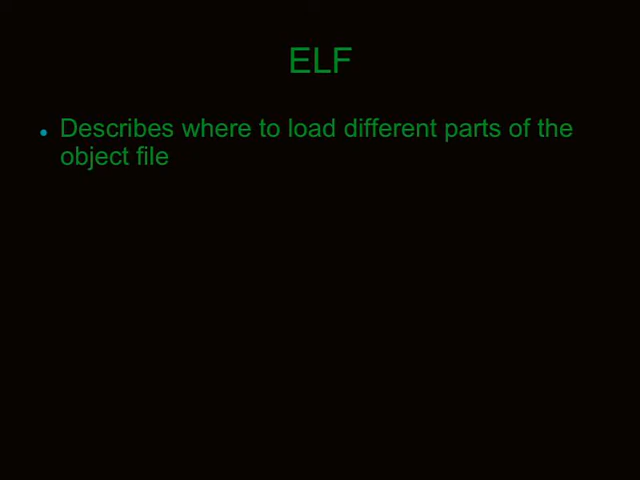 ELF
Describes where to load different parts of the
object file